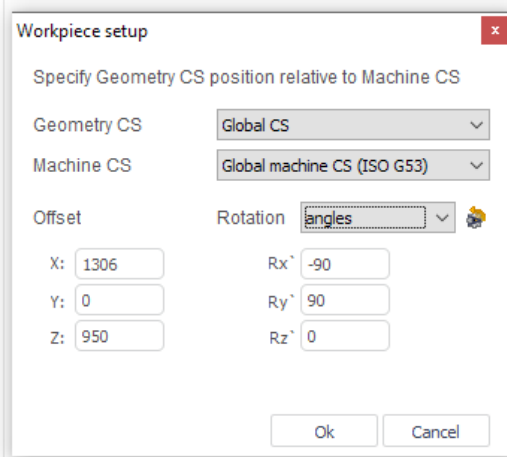 Workpiece setup x
Specify Geometry CS position relative to Machine CS
Geometry CS Global CS
Machine CS Global machine CS (ISO G53)
Offset Rotation angles
X: 1306 Rx` -90
Y: 0 Ry` 90
Z: 950 Rz` 0
Ok Cancel